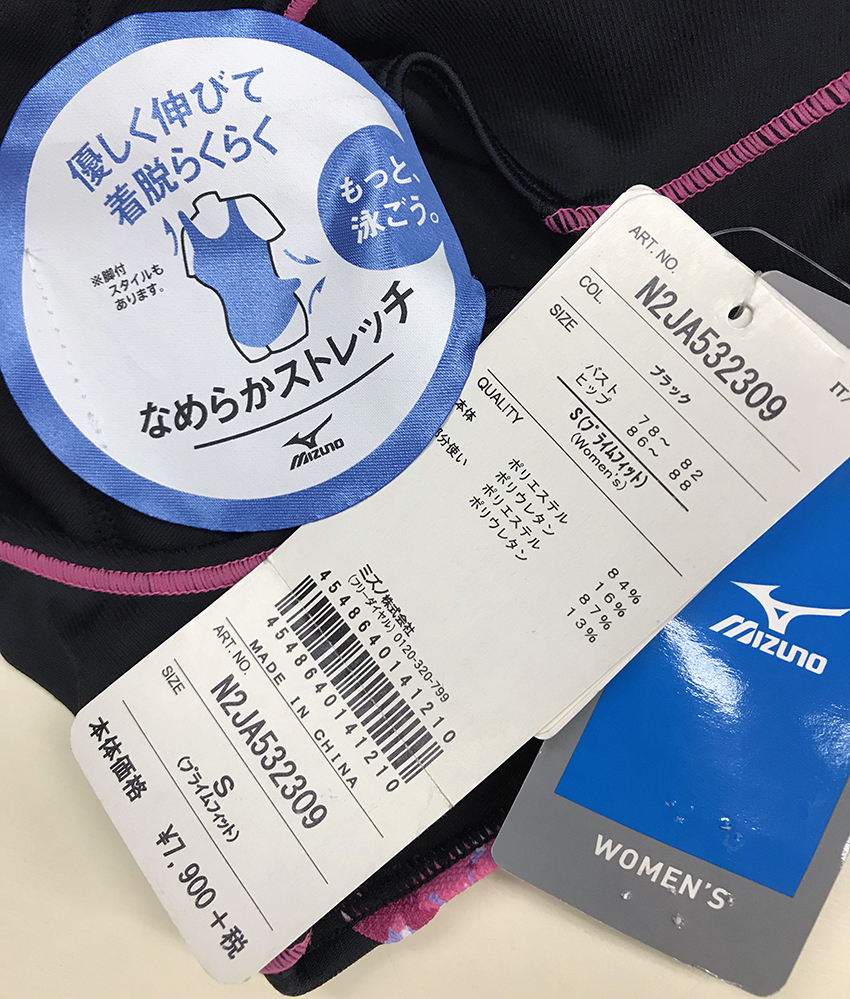 優しく伸びて
着脱らくらく
もっと、
泳ごう。
※脚付
スタイルも
あります。
なめらかストレッチ
MIZUNO
ART. NO. N2JA532309
COL ブラック
SIZE バスト 78～ 82
ヒップ 86～ 88
S(プライムフィット)
(Women's)
QUALITY
本体 ポリエステル 84%
ポリウレタン 16%
分使い ポリエステル 87%
ポリウレタン 13%
ミズノ株式会社
(フリーダイヤル) 0120-320-799
4548640141210
4548640141210
MADE IN CHINA
ART. NO. N2JA532309
SIZE S
(プライムフィット)
本体価格 ¥7,900＋税
MIZUNO
WOMEN'S